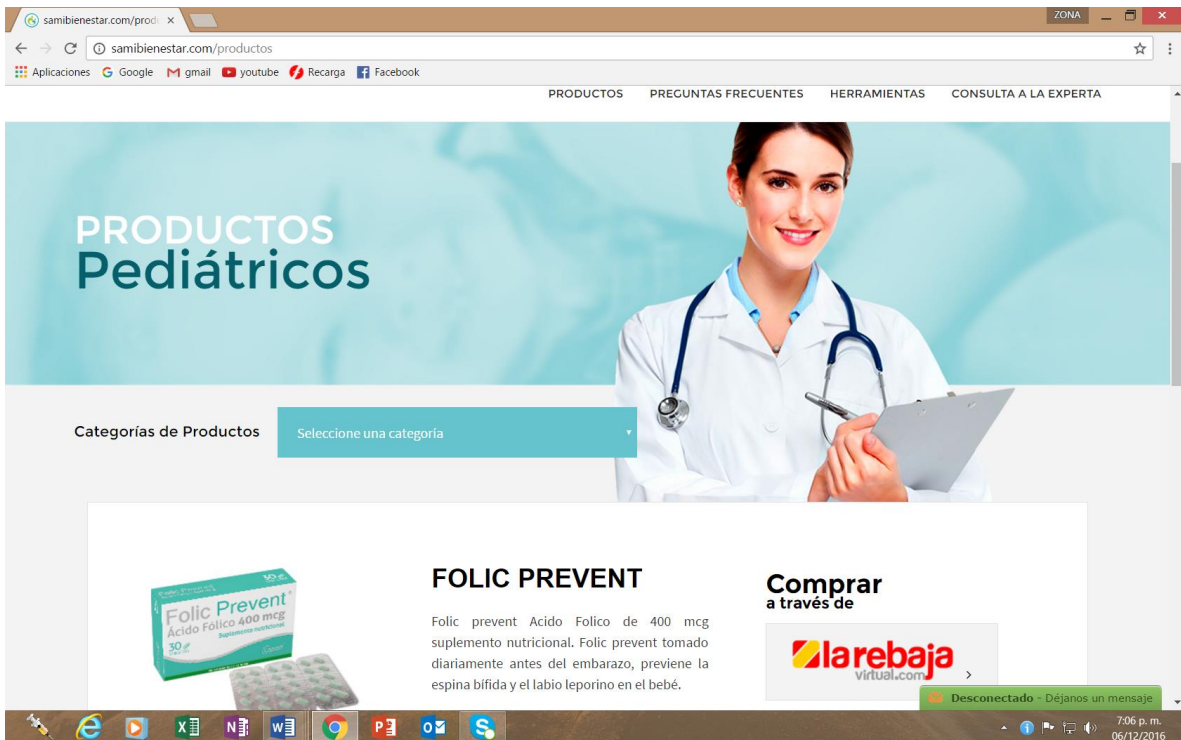 samibienestar.com/prod
ZONA
samibienestar.com/productos
Aplicaciones Google gmail youtube Recarga Facebook
PRODUCTOS PREGUNTAS FRECUENTES HERRAMIENTAS CONSULTA A LA EXPERTA
PRODUCTOS
Pediátricos
Categorías de Productos
Seleccione una categoría
Folic Prevent
Ácido Fólico 400 mcg
Suplemento nutricional
30
FOLIC PREVENT
Folic prevent Acido Folico de 400 mcg
suplemento nutricional. Folic prevent tomado
diariamente antes del embarazo, previene la
espina bífida y el labio leporino en el bebé.
Comprar
a través de
larebaja
virtual.com
Desconectado - Déjanos un mensaje
7:06 p. m.
06/12/2016